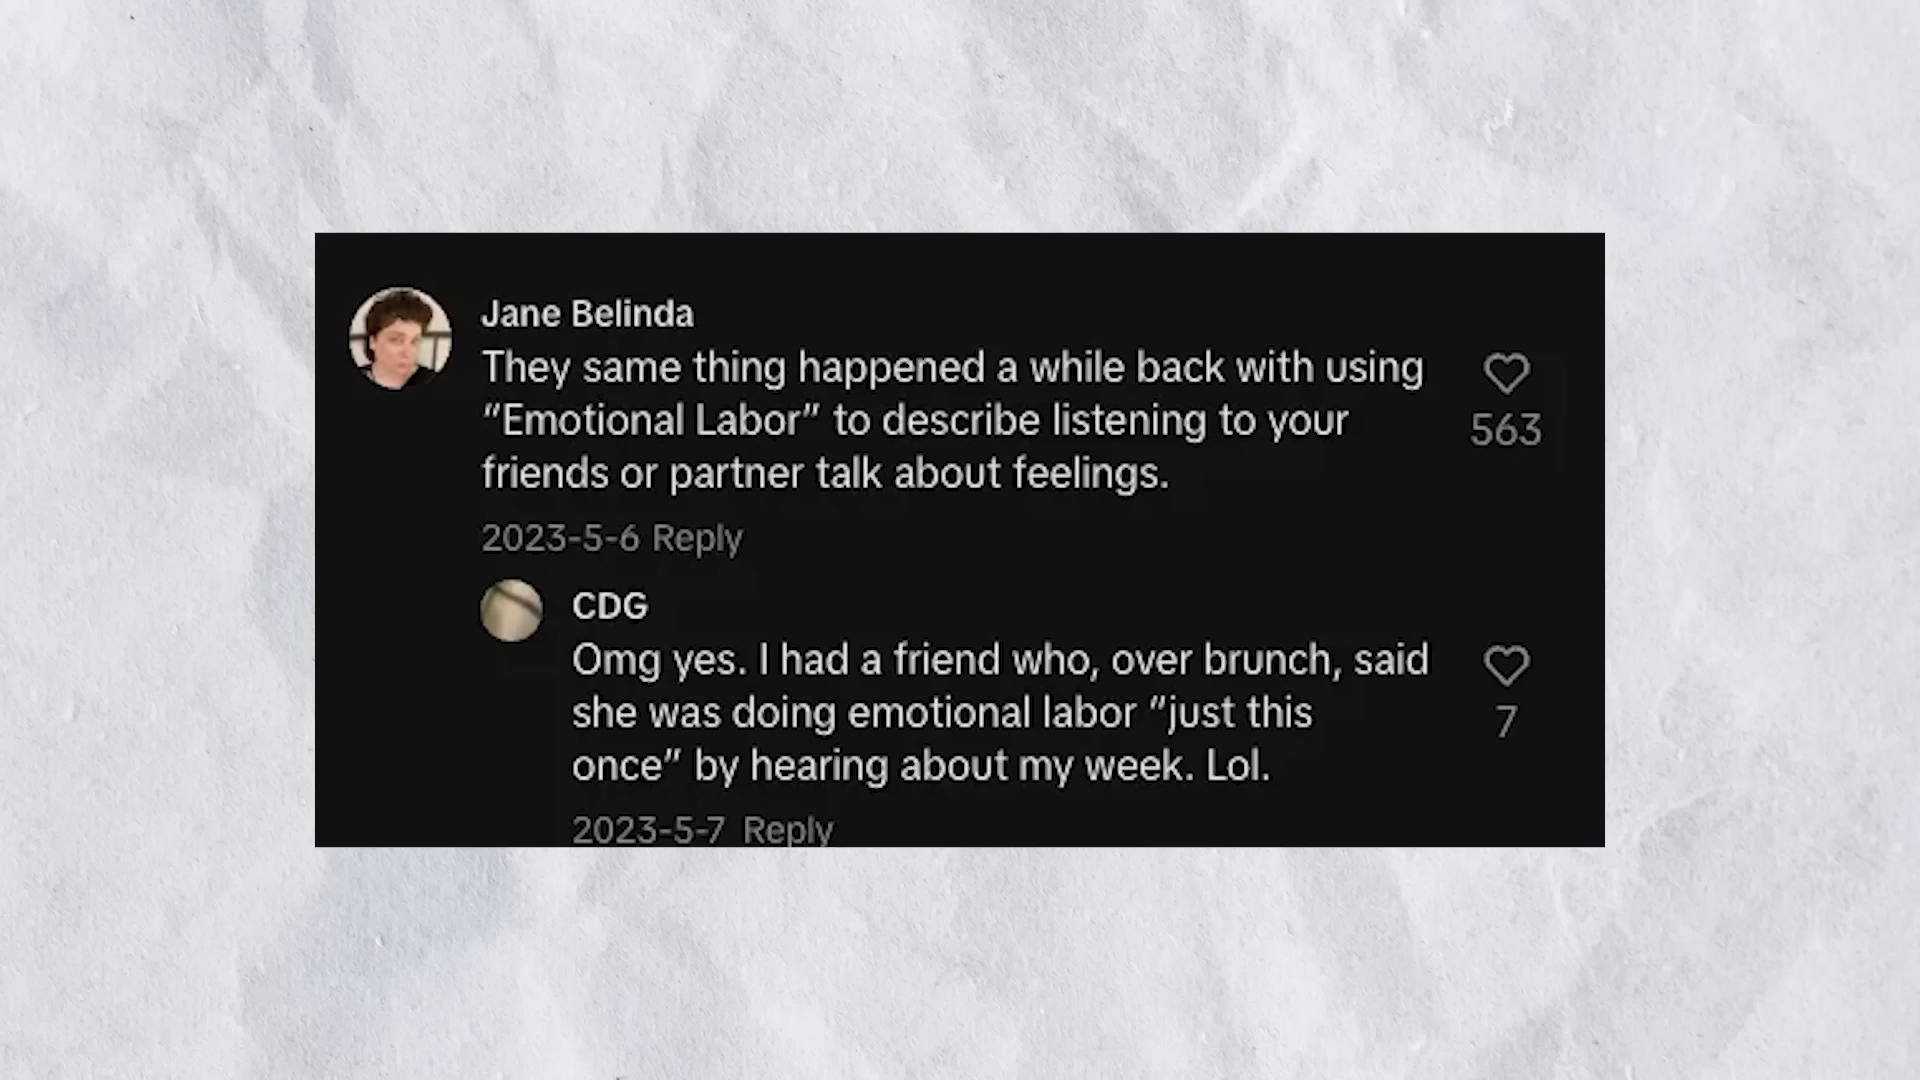 Jane Belinda
They same thing happened a while back with using
“Emotional Labor” to describe listening to your
friends or partner talk about feelings.
563
2023-5-6 Reply
CDG
Omg yes. I had a friend who, over brunch, said
she was doing emotional labor “just this
once” by hearing about my week. Lol.
7
2023-5-7 Reply